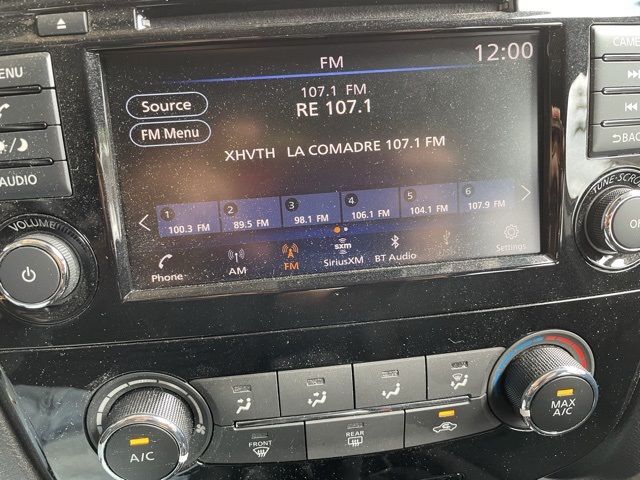 FM
12:00
CAMERA
MENU
Source
107.1 FM
RE 107.1
FM Menu
XHVTH LA COMADRE 107.1 FM
BACK
AUDIO
1 100.3 FM
2 89.5 FM
3 98.1 FM
4 106.1 FM
5 104.1 FM
6 107.9 FM
TUNE-SCROLL
VOLUME
Phone
AM
FM
sxm
SiriusXM
BT Audio
Settings
A/C
FRONT
REAR
MAX
A/C